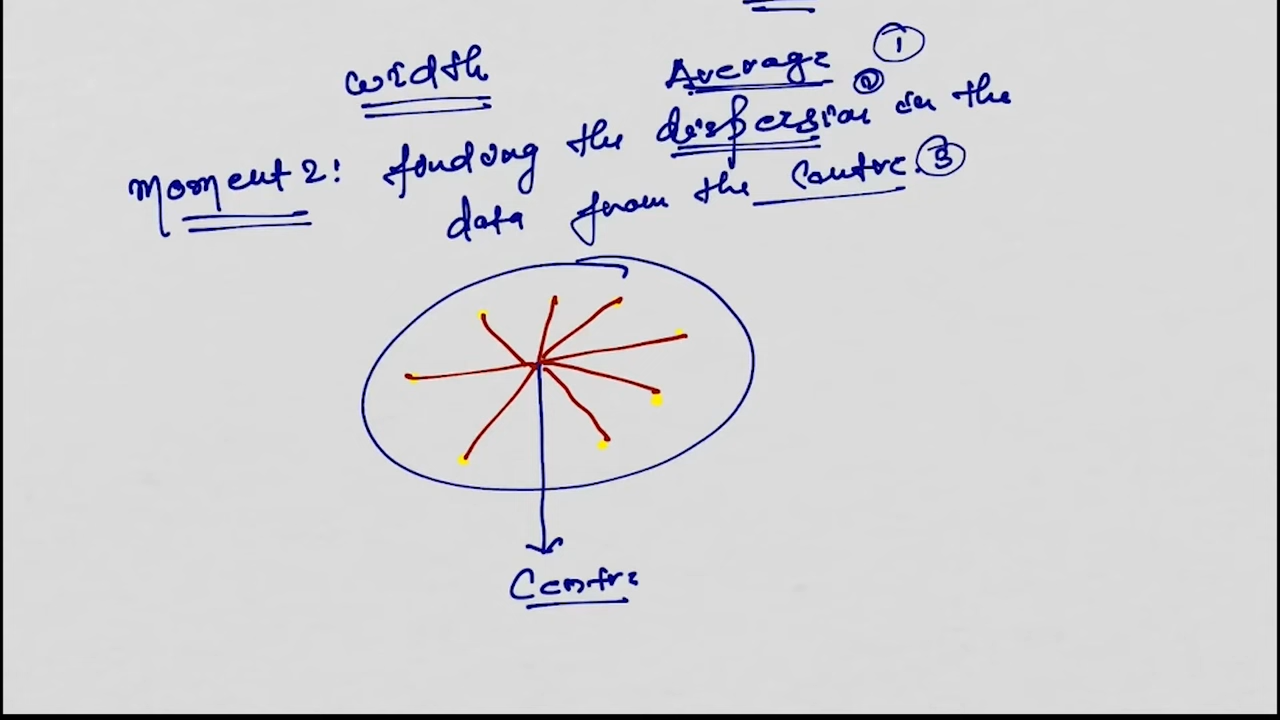 width
Average ①
Moment 2: finding the dispersion ② in the
data from the Centre. ③
Centre